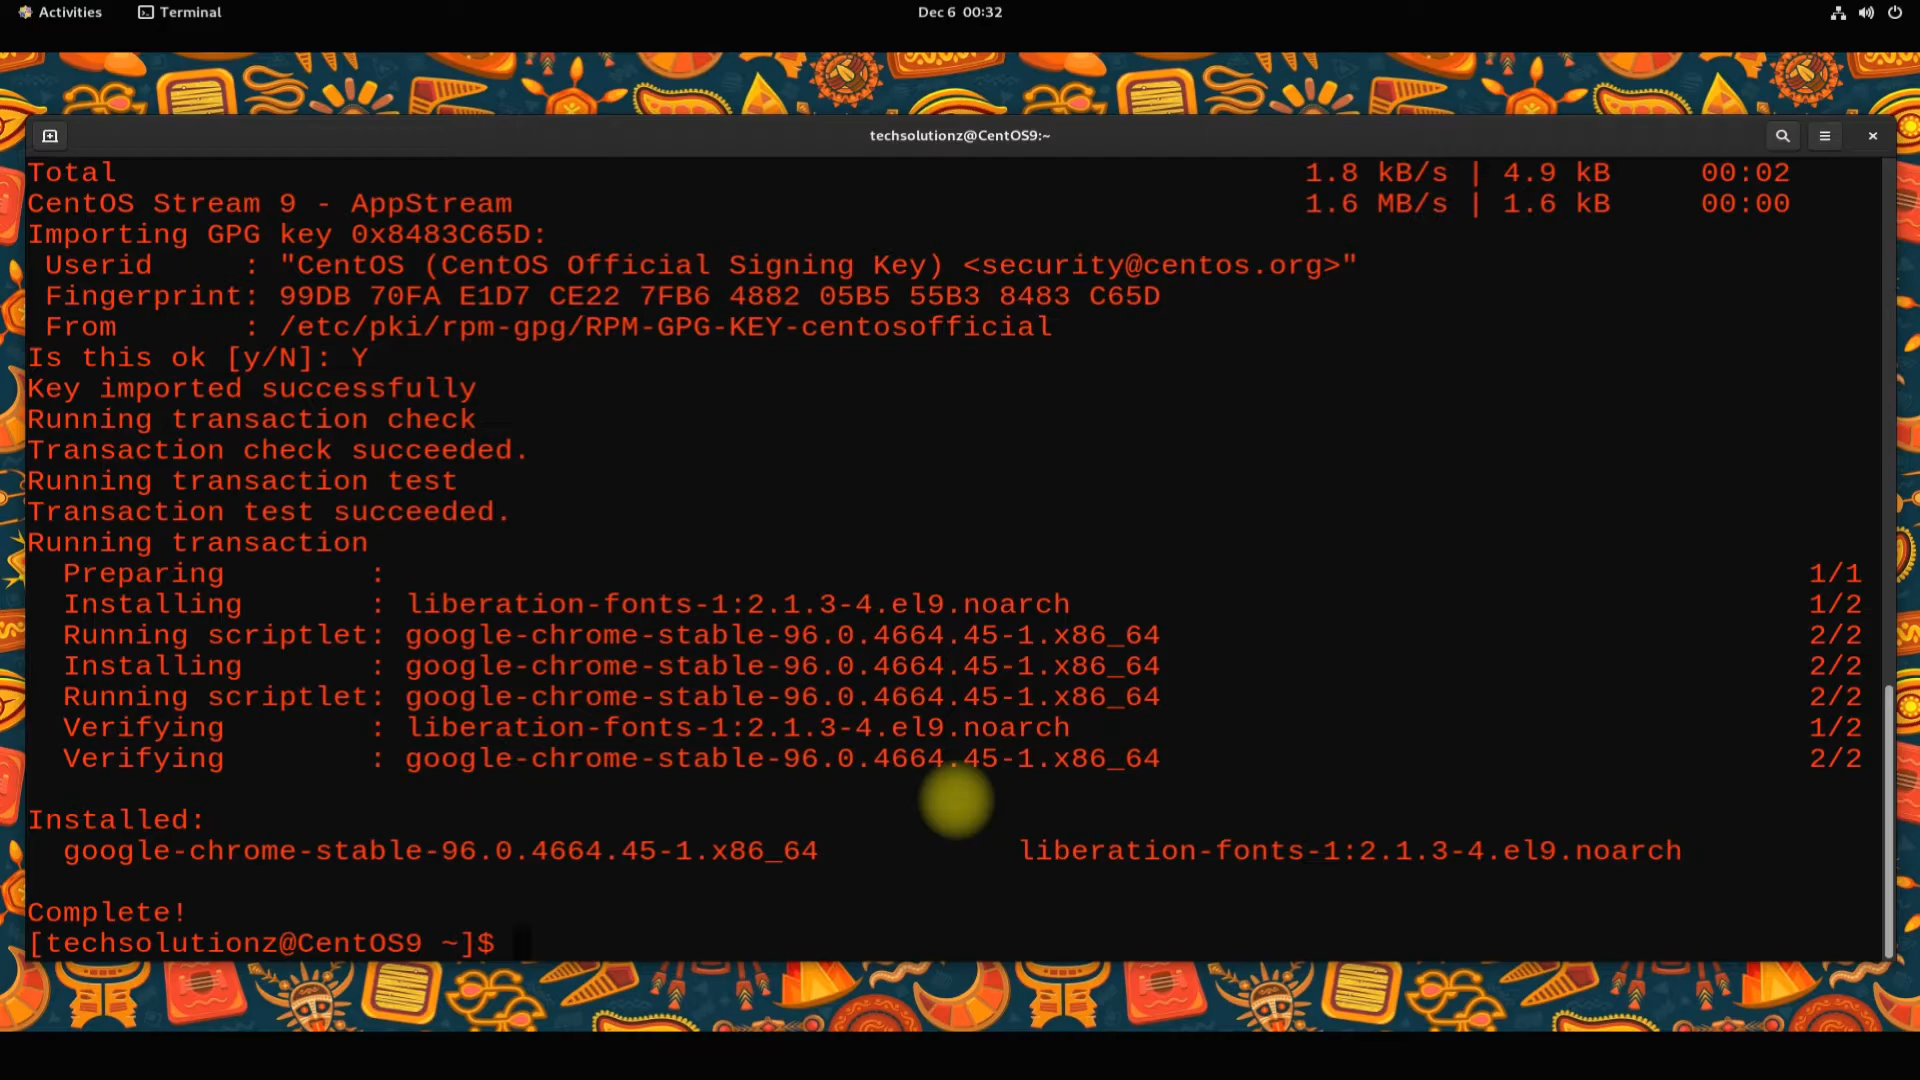 Activities Terminal Dec 6 00:32
techsolutionz@CentOS9:~
Total 1.8 kB/s | 4.9 kB 00:02
CentOS Stream 9 - AppStream 1.6 MB/s | 1.6 kB 00:00
Importing GPG key 0x8483C65D:
Userid : "CentOS (CentOS Official Signing Key) <security@centos.org>"
Fingerprint: 99DB 70FA E1D7 CE22 7FB6 4882 05B5 55B3 8483 C65D
From : /etc/pki/rpm-gpg/RPM-GPG-KEY-centosofficial
Is this ok [y/N]: Y
Key imported successfully
Running transaction check
Transaction check succeeded.
Running transaction test
Transaction test succeeded.
Running transaction
Preparing : 1/1
Installing : liberation-fonts-1:2.1.3-4.el9.noarch 1/2
Running scriptlet: google-chrome-stable-96.0.4664.45-1.x86_64 2/2
Installing : google-chrome-stable-96.0.4664.45-1.x86_64 2/2
Running scriptlet: google-chrome-stable-96.0.4664.45-1.x86_64 2/2
Verifying : liberation-fonts-1:2.1.3-4.el9.noarch 1/2
Verifying : google-chrome-stable-96.0.4664.45-1.x86_64 2/2
Installed:
google-chrome-stable-96.0.4664.45-1.x86_64 liberation-fonts-1:2.1.3-4.el9.noarch
Complete!
[techsolutionz@CentOS9 ~]$